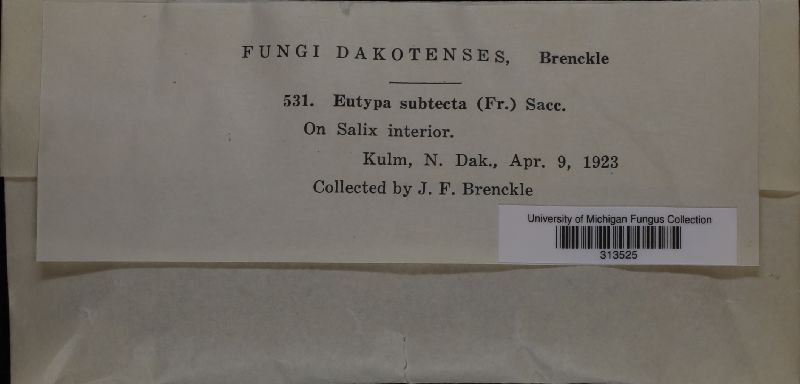 FUNGI DAKOTENSES, Brenckle
531. Eutypa subtecta (Fr.) Sacc.
On Salix interior.
Kulm, N. Dak., Apr. 9, 1923
Collected by J. F. Brenckle
University of Michigan Fungus Collection
313525